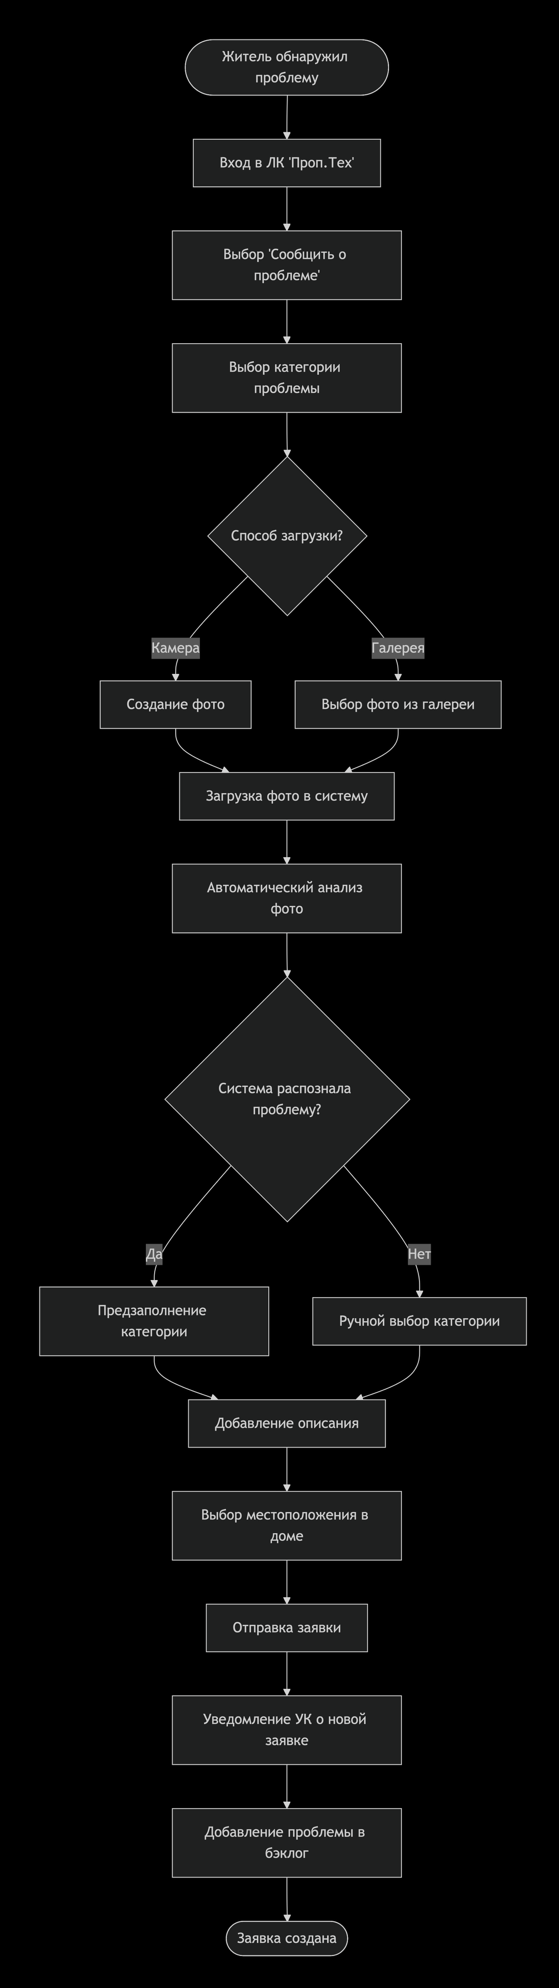 Житель обнаружил
проблему
Вход в ЛК 'Проп.Тех'
Выбор 'Сообщить о
проблеме'
Выбор категории
проблемы
Способ загрузки?
Камера
Галерея
Создание фото
Выбор фото из галереи
Загрузка фото в систему
Автоматический анализ
фото
Система распознала
проблему?
Да
Нет
Предзаполнение
категории
Ручной выбор категории
Добавление описания
Выбор местоположения в
доме
Отправка заявки
Уведомление УК о новой
заявке
Добавление проблемы в
бэклог
Заявка создана